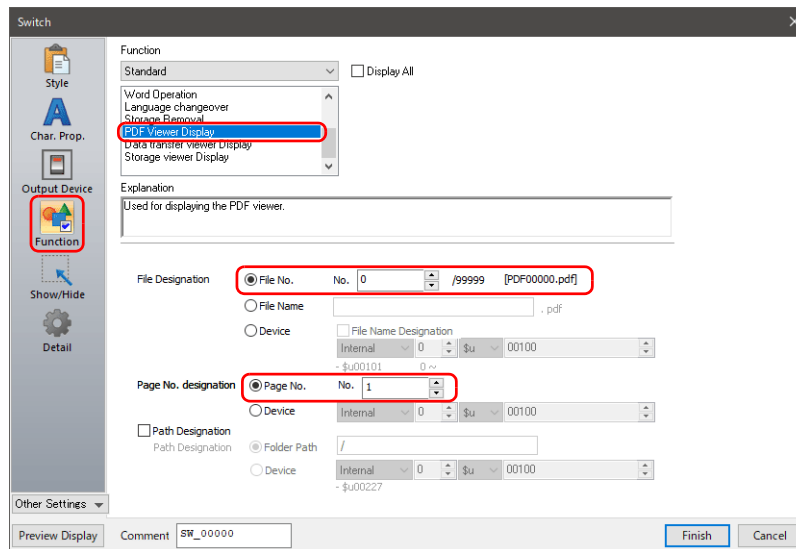 Switch
Style
Char. Prop.
Output Device
Function
Show/Hide
Detail
Other Settings
Function
Standard
Display All
Word Operation
Language changeover
Storage Removal
PDF Viewer Display
Data transfer viewer Display
Storage viewer Display
Explanation
Used for displaying the PDF viewer.
File Designation File No. No. 0 /99999 [PDF00000.pdf]
File Name . pdf
Device File Name Designation
Internal 0 $u 00100
- $u00101 0 ~
Page No. designation Page No. No. 1
Device Internal 0 $u 00100
Path Designation
Path Designation Folder Path /
Device Internal 0 $u 00100
- $u00227
Preview Display Comment SW_00000 Finish Cancel